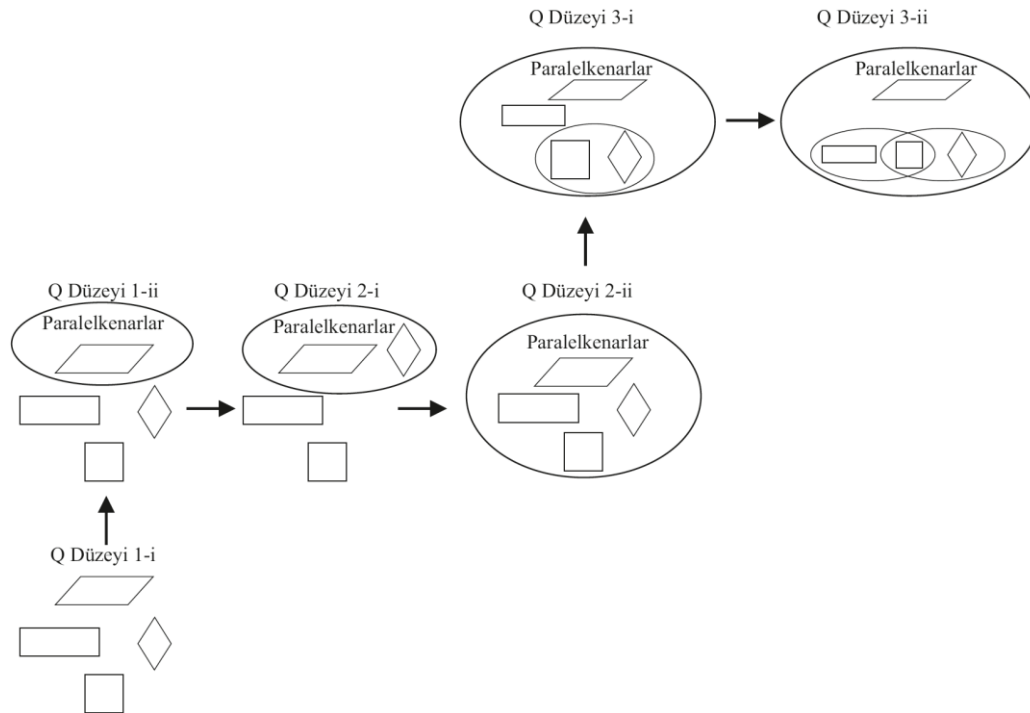 Q Düzeyi 3-i
Q Düzeyi 3-ii
Paralelkenarlar
Paralelkenarlar
Q Düzeyi 1-ii
Q Düzeyi 2-i
Q Düzeyi 2-ii
Paralelkenarlar
Paralelkenarlar
Paralelkenarlar
Q Düzeyi 1-i